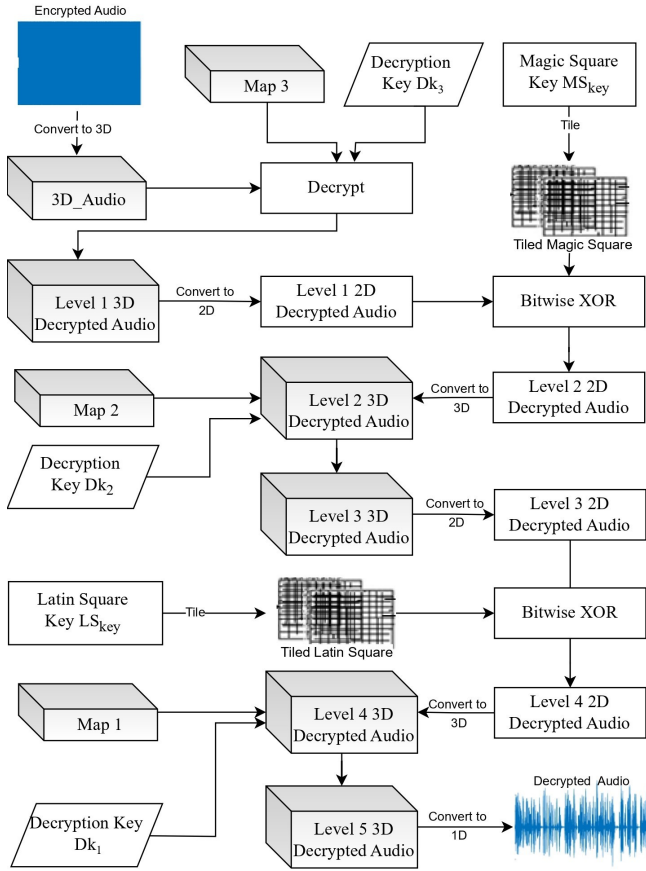 Encrypted Audio
Convert to 3D
Map 3
Decryption
Key Dk3
Magic Square
Key MSkey
Tile
3D_Audio
Decrypt
Tiled Magic Square
Level 1 3D
Decrypted Audio
Convert to
2D
Level 1 2D
Decrypted Audio
Bitwise XOR
Map 2
Level 2 3D
Decrypted Audio
Convert to
3D
Level 2 2D
Decrypted Audio
Decryption
Key Dk2
Level 3 3D
Decrypted Audio
Convert to
2D
Level 3 2D
Decrypted Audio
Latin Square
Key LSkey
Tile
Tiled Latin Square
Bitwise XOR
Map 1
Level 4 3D
Decrypted Audio
Convert to
3D
Level 4 2D
Decrypted Audio
Decryption Key
Dk1
Level 5 3D
Decrypted Audio
Convert to
1D
Decrypted Audio